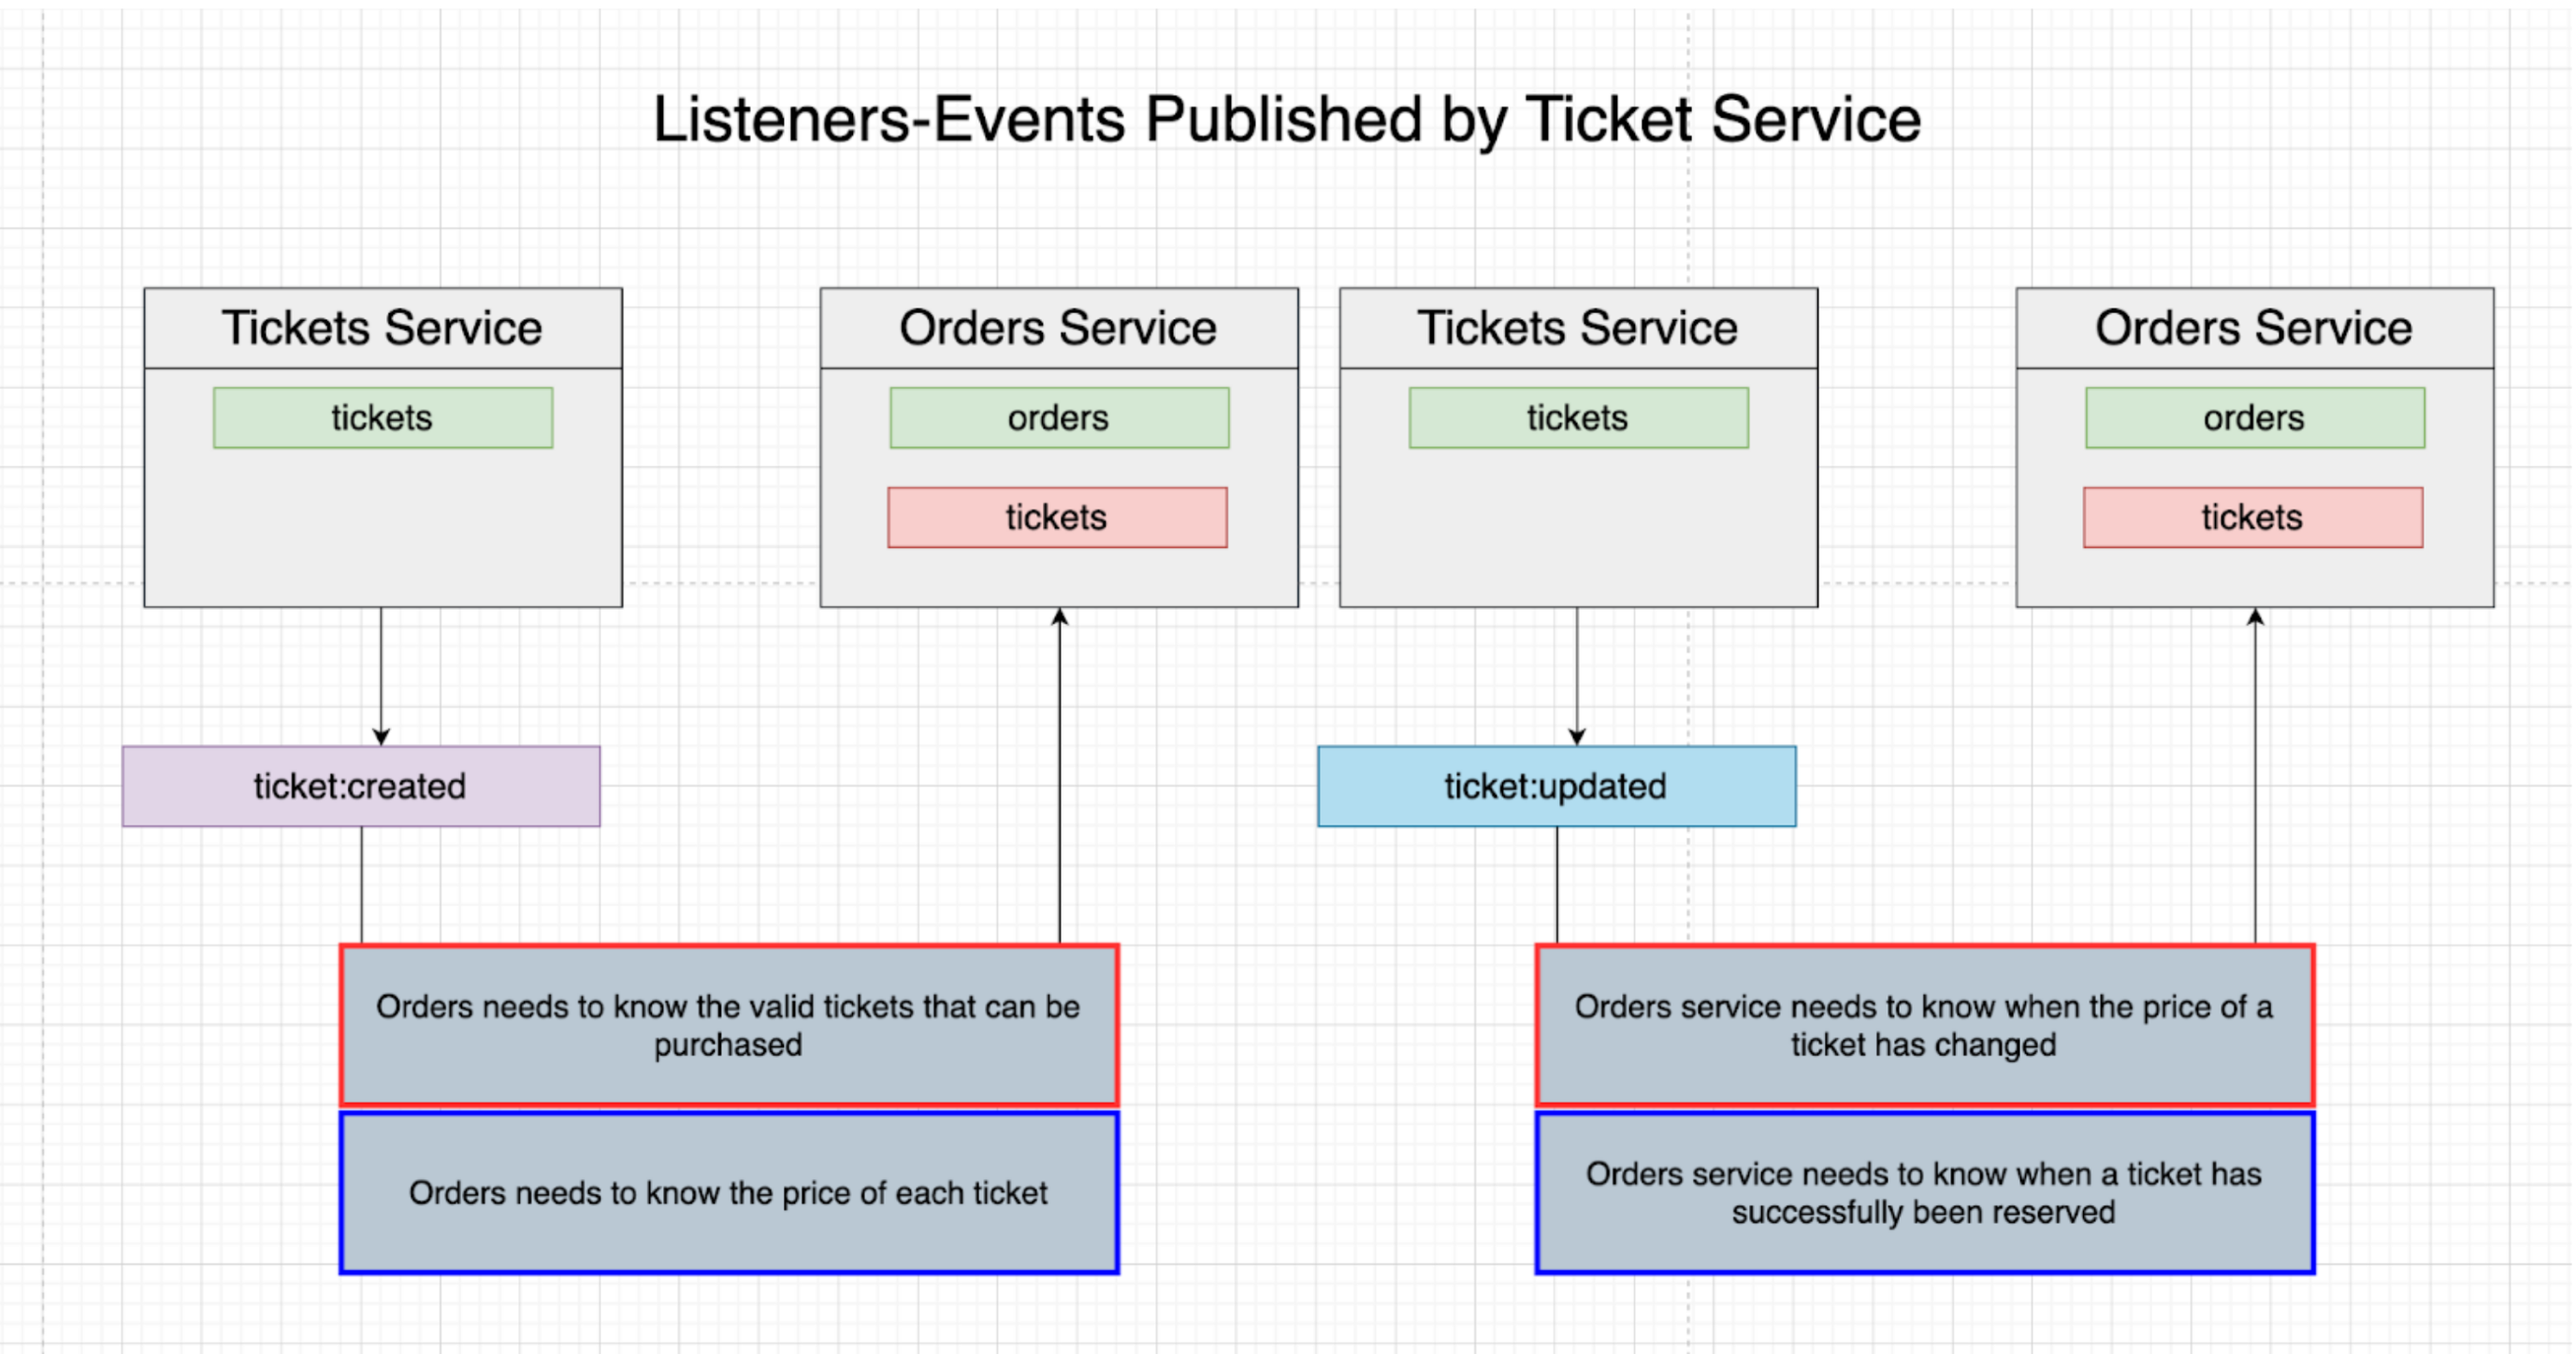 Listeners-Events Published by Ticket Service
Tickets Service
tickets
Orders Service
orders
tickets
Tickets Service
tickets
Orders Service
orders
tickets
ticket:created
ticket:updated
Orders needs to know the valid tickets that can be
purchased
Orders needs to know the price of each ticket
Orders service needs to know when the price of a
ticket has changed
Orders service needs to know when a ticket has
successfully been reserved